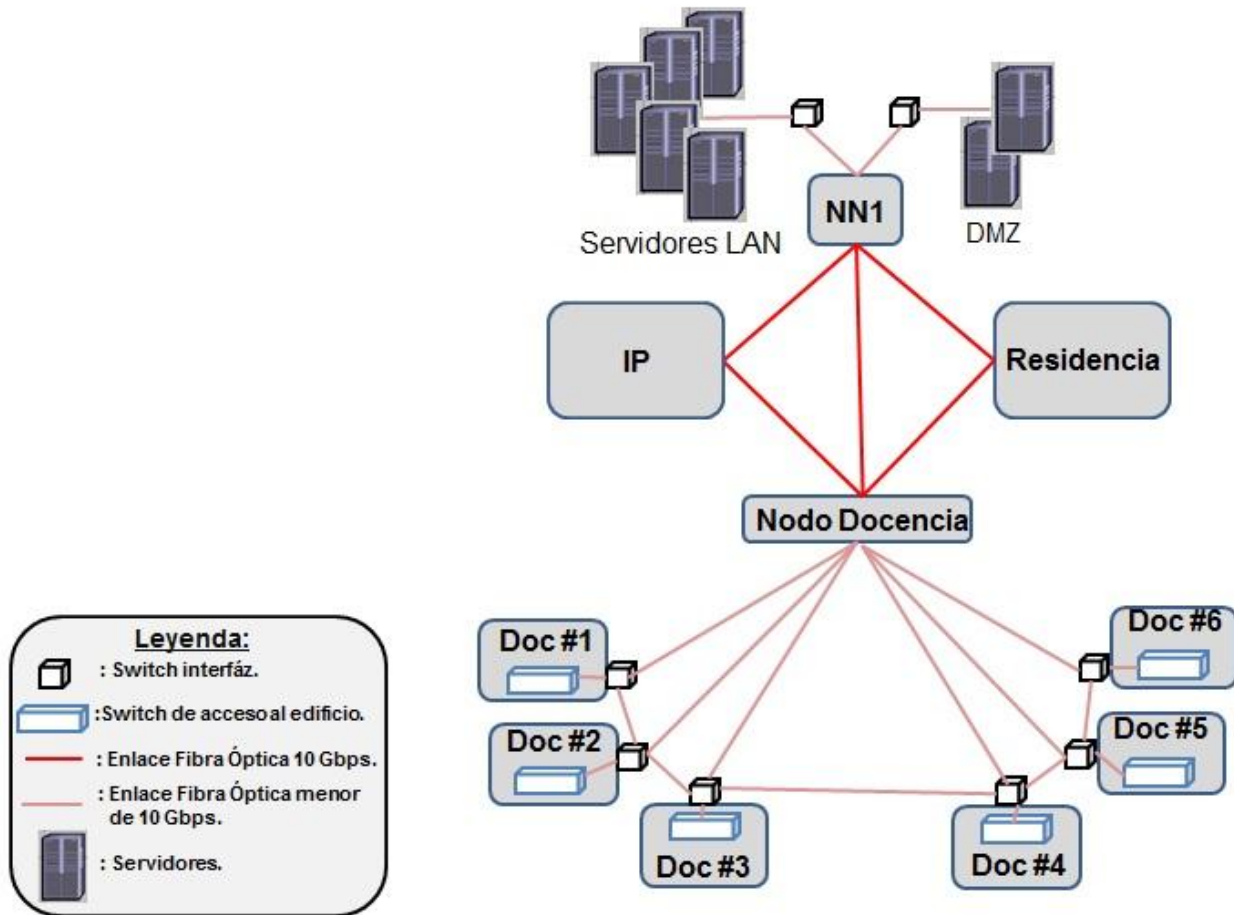 Servidores LAN
NN1
DMZ
IP
Residencia
Nodo Docencia
Doc #1
Doc #6
Doc #2
Doc #5
Doc #3
Doc #4
Leyenda:
: Switch interfáz.
:Switch de acceso al edificio.
: Enlace Fibra Óptica 10 Gbps.
: Enlace Fibra Óptica menor
de 10 Gbps.
: Servidores.